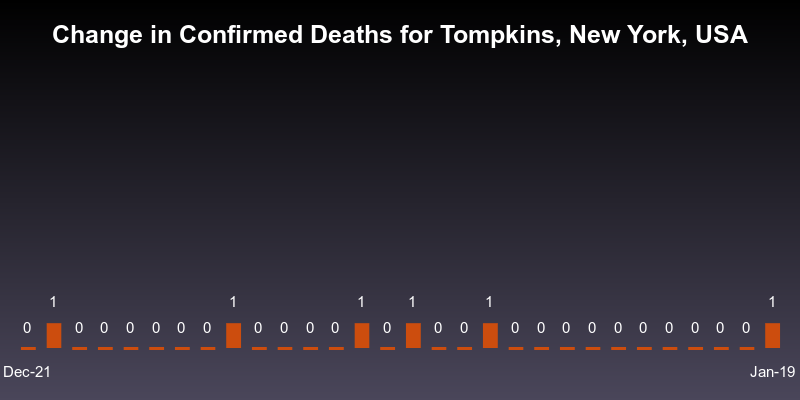 Change in Confirmed Deaths for Tompkins, New York, USA
1 1 1 1 1 1
0 0 0 0 0 0 0 0 0 0 0 0 0 0 0 0 0 0 0 0 0 0 0 0
Dec-21 Jan-19